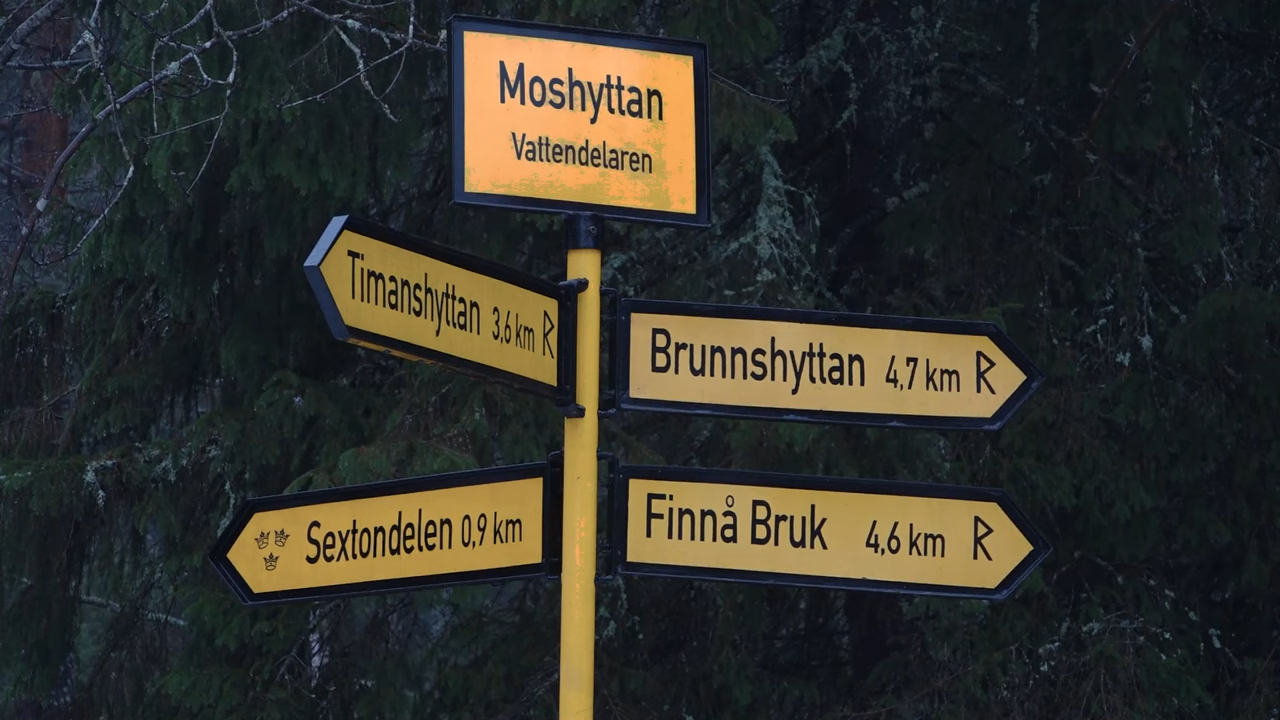 Moshyttan
Vattendelaren
Timanshyttan 3,6 km R
Brunnshyttan 4,7 km R
Sextondelen 0,9 km
Finnå Bruk 4,6 km R